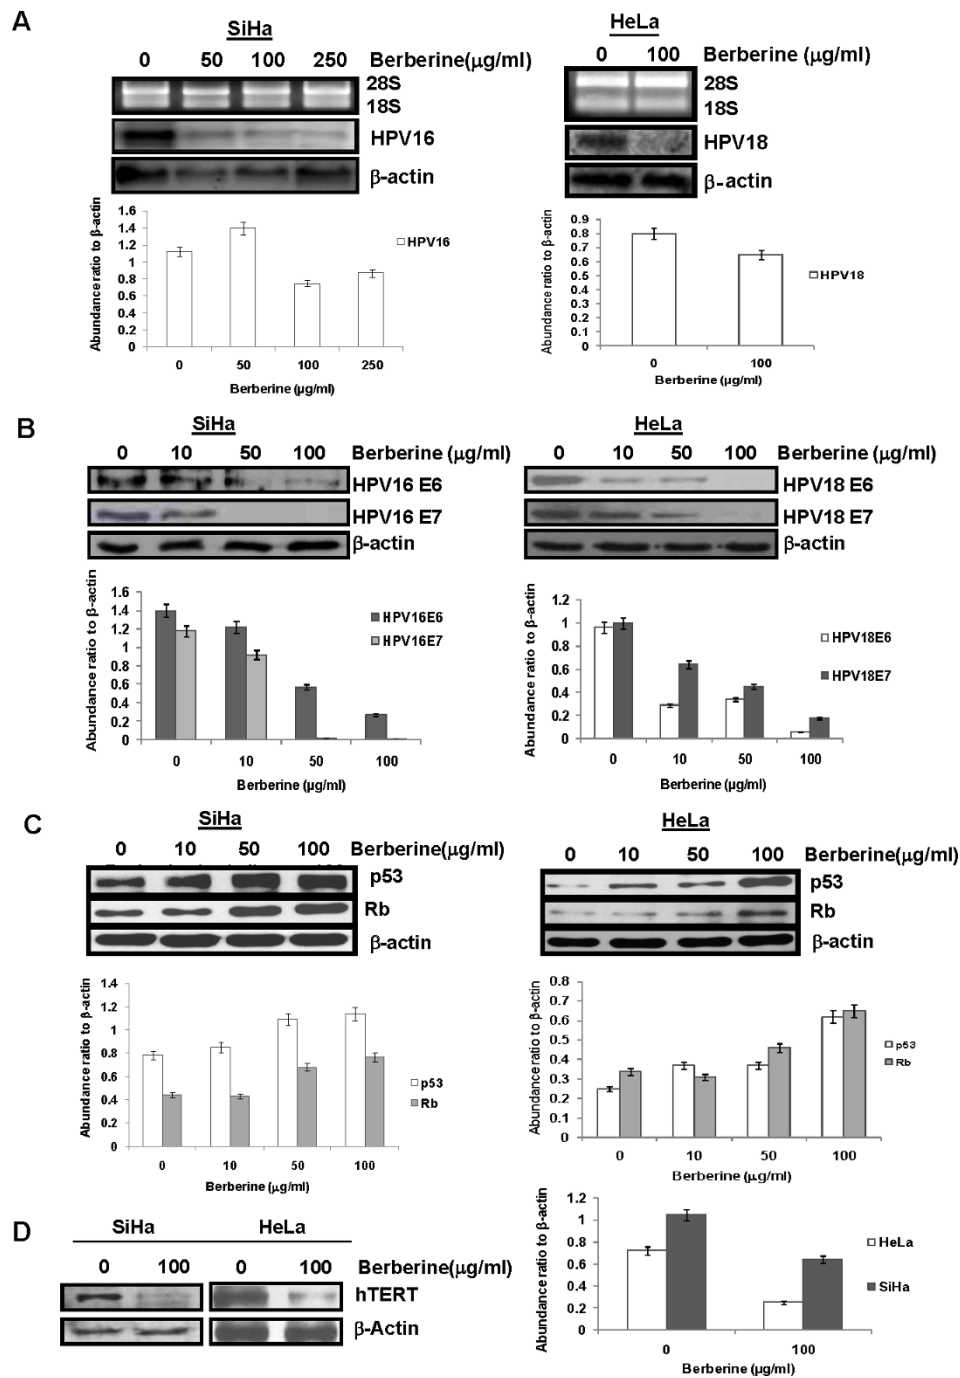 A
SiHa
0 50 100 250 Berberine(µg/ml)
28S
18S
HPV16
β-actin
Abundance ratio to β-actin
1.6
1.4
1.2
1
0.8
0.6
0.4
0.2
0
HPV16
0 50 100 250
Berberine (µg/ml)
HeLa
0 100 Berberine (µg/ml)
28S
18S
HPV18
β-actin
Abundance ratio to β-actin
0.9
0.8
0.7
0.6
0.5
0.4
0.3
0.2
0.1
0
HPV18
0 100
Berberine (µg/ml)
B
SiHa
0 10 50 100 Berberine (µg/ml)
HPV16 E6
HPV16 E7
β-actin
Abundance ratio to β-actin
1.6
1.4
1.2
1
0.8
0.6
0.4
0.2
0
HPV16E6
HPV16E7
0 10 50 100
Berberine (µg/ml)
HeLa
0 10 50 100 Berberine (µg/ml)
HPV18 E6
HPV18 E7
β-actin
Abundance ratio to β-actin
1.2
1
0.8
0.6
0.4
0.2
0
HPV18E6
HPV18E7
0 10 50 100
Berberine (µg/ml)
C
SiHa
0 10 50 100 Berberine(µg/ml)
p53
Rb
β-actin
Abundance ratio to β-actin
1.4
1.2
1
0.8
0.6
0.4
0.2
0
p53
Rb
0 10 50 100
Berberine (µg/ml)
HeLa
0 10 50 100 Berberine(µg/ml)
p53
Rb
β-actin
Abundance ratio to β-actin
0.8
0.7
0.6
0.5
0.4
0.3
0.2
0.1
0
p53
Rb
0 10 50 100
Berberine (µg/ml)
D
SiHa HeLa
0 100 0 100 Berberine(µg/ml)
hTERT
β-Actin
Abundance ratio to β-actin
1.2
1
0.8
0.6
0.4
0.2
0
HeLa
SiHa
0 100
Berberine (µg/ml)